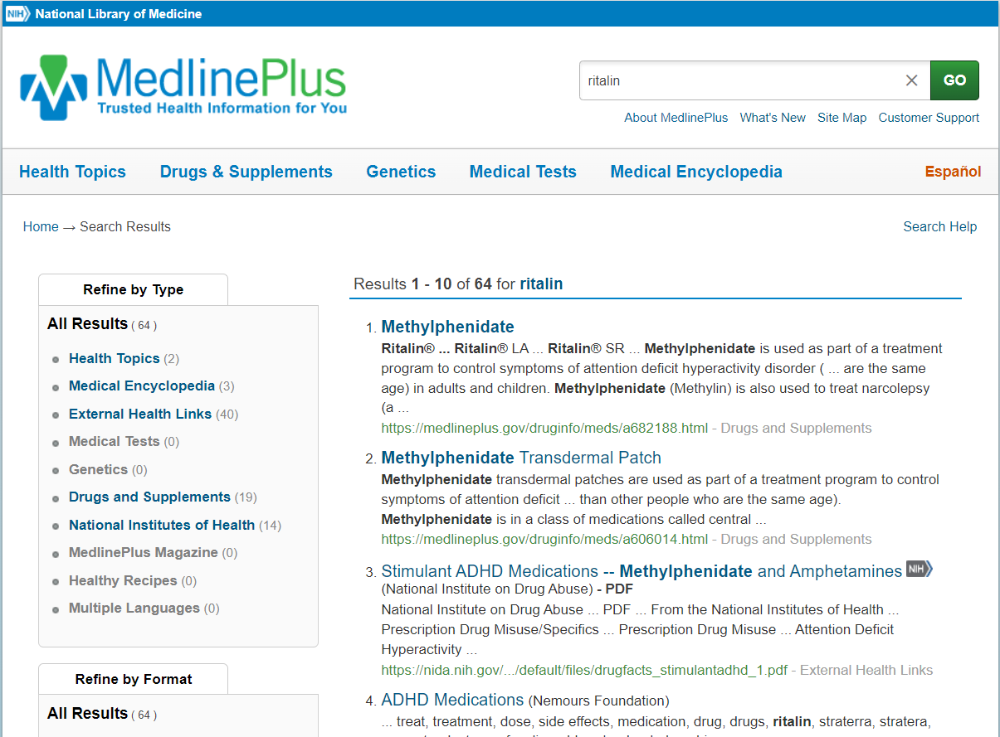 NIH National Library of Medicine
MedlinePlus
Trusted Health Information for You
ritalin
GO
About MedlinePlus What's New Site Map Customer Support
Health Topics Drugs & Supplements Genetics Medical Tests Medical Encyclopedia Español
Home → Search Results
Search Help
Refine by Type
All Results ( 64 )
Health Topics (2)
Medical Encyclopedia (3)
External Health Links (40)
Medical Tests (0)
Genetics (0)
Drugs and Supplements (19)
National Institutes of Health (14)
MedlinePlus Magazine (0)
Healthy Recipes (0)
Multiple Languages (0)
Refine by Format
All Results ( 64 )
Results 1 - 10 of 64 for ritalin
1. Methylphenidate
Ritalin® ... Ritalin® LA ... Ritalin® SR ... Methylphenidate is used as part of a treatment
program to control symptoms of attention deficit hyperactivity disorder ( ... are the same
age) in adults and children. Methylphenidate (Methylin) is also used to treat narcolepsy
(a ...
https://medlineplus.gov/druginfo/meds/a682188.html - Drugs and Supplements
2. Methylphenidate Transdermal Patch
Methylphenidate transdermal patches are used as part of a treatment program to control
symptoms of attention deficit ... than other people who are the same age).
Methylphenidate is in a class of medications called central ...
https://medlineplus.gov/druginfo/meds/a606014.html - Drugs and Supplements
3. Stimulant ADHD Medications -- Methylphenidate and Amphetamines NIH
(National Institute on Drug Abuse) - PDF
National Institute on Drug Abuse ... PDF ... From the National Institutes of Health ...
Prescription Drug Misuse/Specifics ... Prescription Drug Misuse ... Attention Deficit
Hyperactivity ...
https://nida.nih.gov/.../default/files/drugfacts_stimulantadhd_1.pdf - External Health Links
4. ADHD Medications (Nemours Foundation)
... treat, treatment, dose, side effects, medication, drug, drugs, ritalin, straterra, stratera,